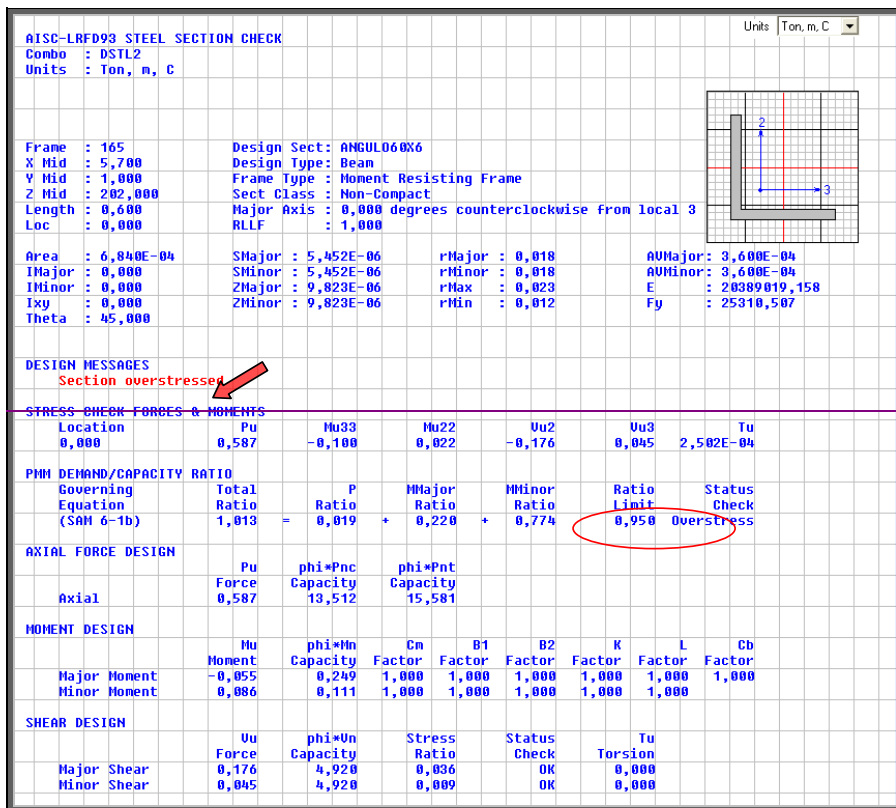 Units Ton, m, C
AISC-LRFD93 STEEL SECTION CHECK
Combo : DSTL2
Units : Ton, m, C
2
3
Frame : 165 Design Sect: ANGULO60X6
X Mid : 5,700 Design Type: Beam
Y Mid : 1,000 Frame Type : Moment Resisting Frame
Z Mid : 202,000 Sect Class : Non-Compact
Length : 0,600 Major Axis : 0,000 degrees counterclockwise from local 3
Loc : 0,000 RLLF : 1,000
Area : 6,840E-04 SMajor : 5,452E-06 rMajor : 0,018 AVMajor: 3,600E-04
IMajor : 0,000 SMinor : 5,452E-06 rMinor : 0,018 AVMinor: 3,600E-04
IMinor : 0,000 ZMajor : 9,823E-06 rMax : 0,023 E : 20389019,158
Ixy : 0,000 ZMinor : 9,823E-06 rMin : 0,012 Fy : 25310,507
Theta : 45,000
DESIGN MESSAGES
Section overstressed
STRESS CHECK FORCES & MOMENTS
Location Pu Mu33 Mu22 Vu2 Vu3 Tu
0,000 0,587 -0,100 0,022 -0,176 0,045 2,502E-04
PMM DEMAND/CAPACITY RATIO
Governing Total P MMajor MMinor Ratio Status
Equation Ratio Ratio Ratio Ratio Limit Check
(SAM 6-1b) 1,013 = 0,019 + 0,220 + 0,774 0,950 Overstress
AXIAL FORCE DESIGN
Pu phi*Pnc phi*Pnt
Force Capacity Capacity
Axial 0,587 13,512 15,581
MOMENT DESIGN
Mu phi*Mn Cm B1 B2 K L Cb
Moment Capacity Factor Factor Factor Factor Factor Factor
Major Moment -0,055 0,249 1,000 1,000 1,000 1,000 1,000 1,000
Minor Moment 0,086 0,111 1,000 1,000 1,000 1,000 1,000
SHEAR DESIGN
Vu phi*Vn Stress Status Tu
Force Capacity Ratio Check Torsion
Major Shear 0,176 4,920 0,036 OK 0,000
Minor Shear 0,045 4,920 0,009 OK 0,000